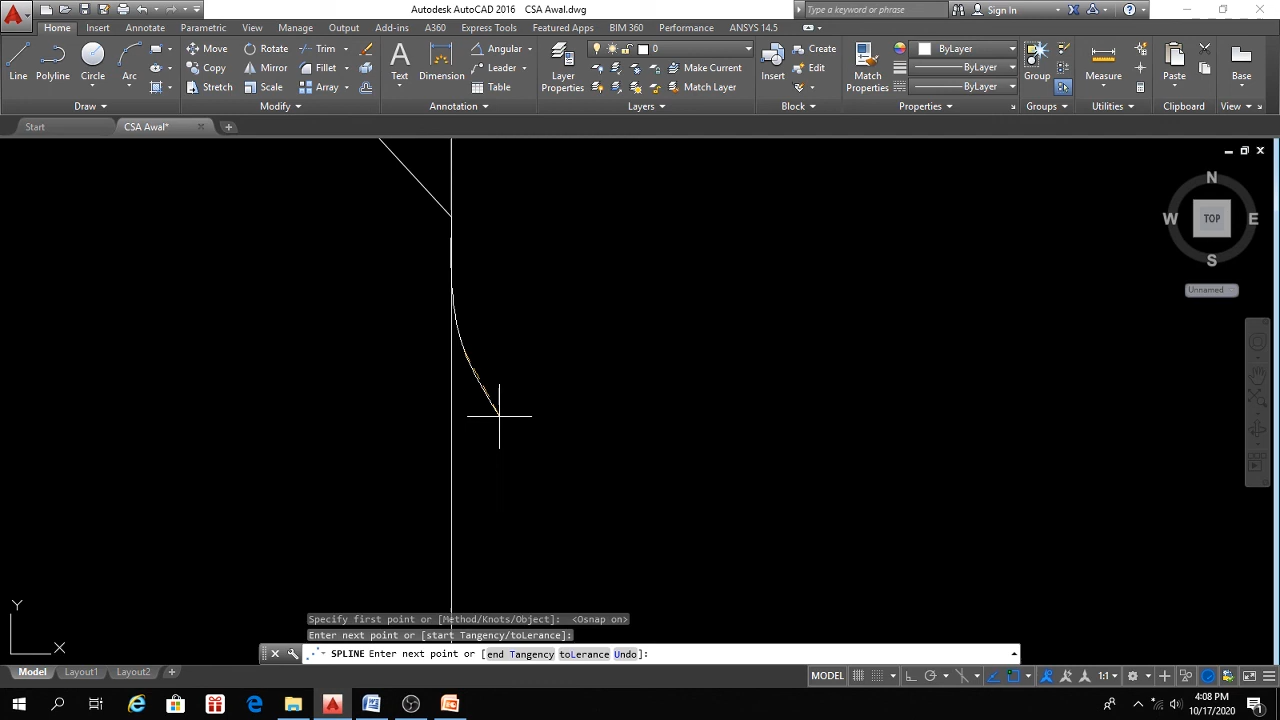 Autodesk AutoCAD 2016 CSA Awal.dwg
Type a keyword or phrase
Sign In
Home Insert Annotate Parametric View Manage Output Add-ins A360 Express Tools Featured Apps BIM 360 Performance ANSYS 14.5
Line Polyline Circle Arc
Move Rotate Trim
Copy Mirror Fillet
Stretch Scale Array
Text Dimension
Angular
Leader
Table
Layer Properties
0
Make Current
Match Layer
Insert
Create
Edit
Match Properties
ByLayer
ByLayer
ByLayer
Group
Measure
Paste
Base
Draw Modify Annotation Layers Block Properties Groups Utilities Clipboard View
Start CSA Awal*
N
W TOP E
S
Unnamed
Y
X
Specify first point or [Method/Knots/Object]: <Osnap on>
Enter next point or [start Tangency/toLerance]:
SPLINE Enter next point or [end Tangency toLerance Undo]:
Model Layout1 Layout2
MODEL 1:1
4:08 PM
10/17/2020